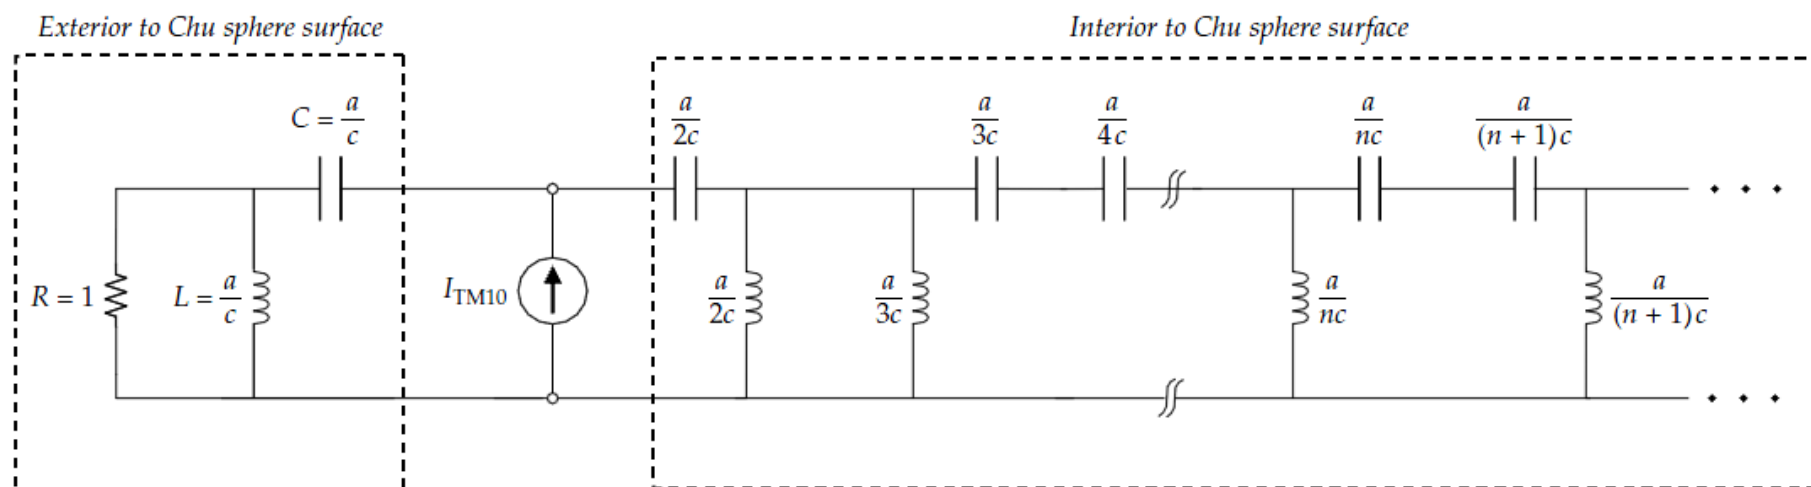 Exterior to Chu sphere surface
Interior to Chu sphere surface
C = a/c
a/2c
a/3c
a/4c
a/nc
a/(n + 1)c
R = 1
L = a/c
I_TM10
a/2c
a/3c
a/nc
a/(n + 1)c